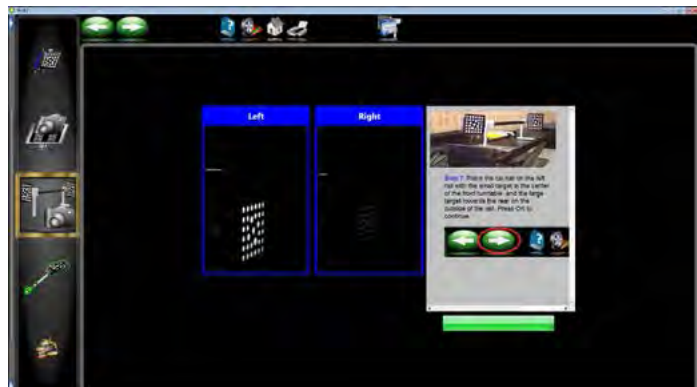 Left
Right
Step 7: Place the cal bar on the left
rail with the small target in the center
of the front turntable, and the large
target towards the rear on the
outside of the rail. Press OK to
continue.